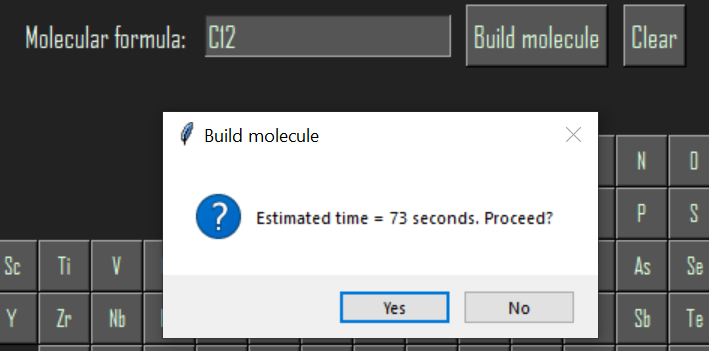 Molecular formula: C12 Build molecule Clear
Build molecule
N O
Estimated time = 73 seconds. Proceed?
P S
Sc Ti V As Se
Yes No
Y Zr Nb Sb Te